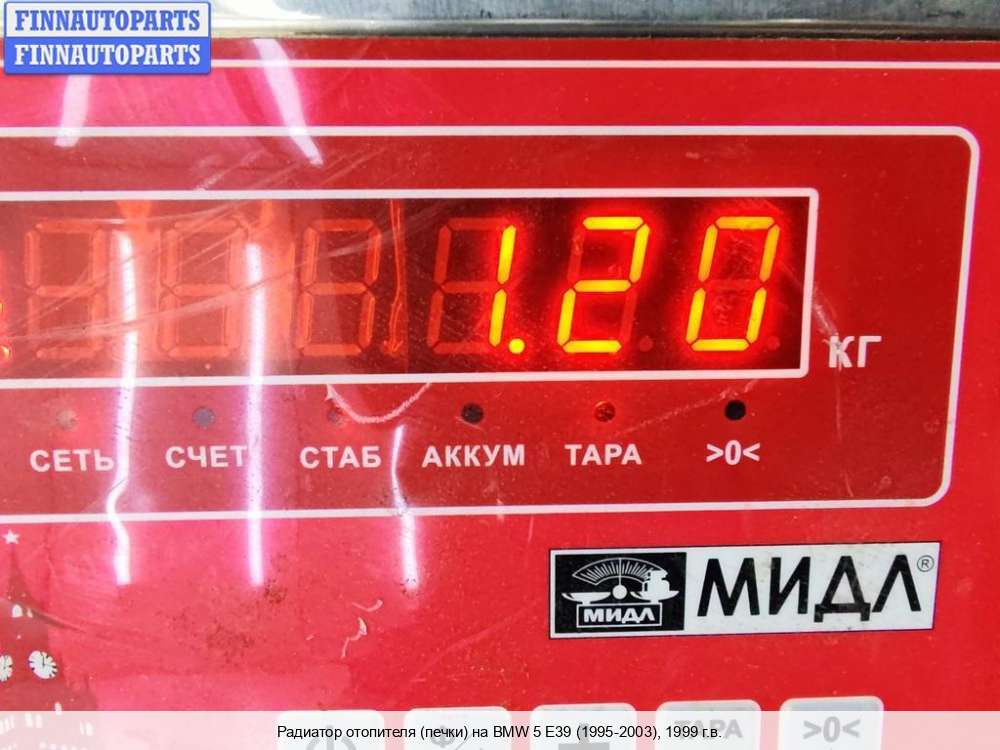 FINNAUTOPARTS
FINNAUTOPARTS
1.20
КГ
СЕТЬ СЧЕТ СТАБ АККУМ ТАРА >0<
МИДЛ МИДЛ®
ТАРА >0<
Радиатор отопителя (печки) на BMW 5 E39 (1995-2003), 1999 г.в.